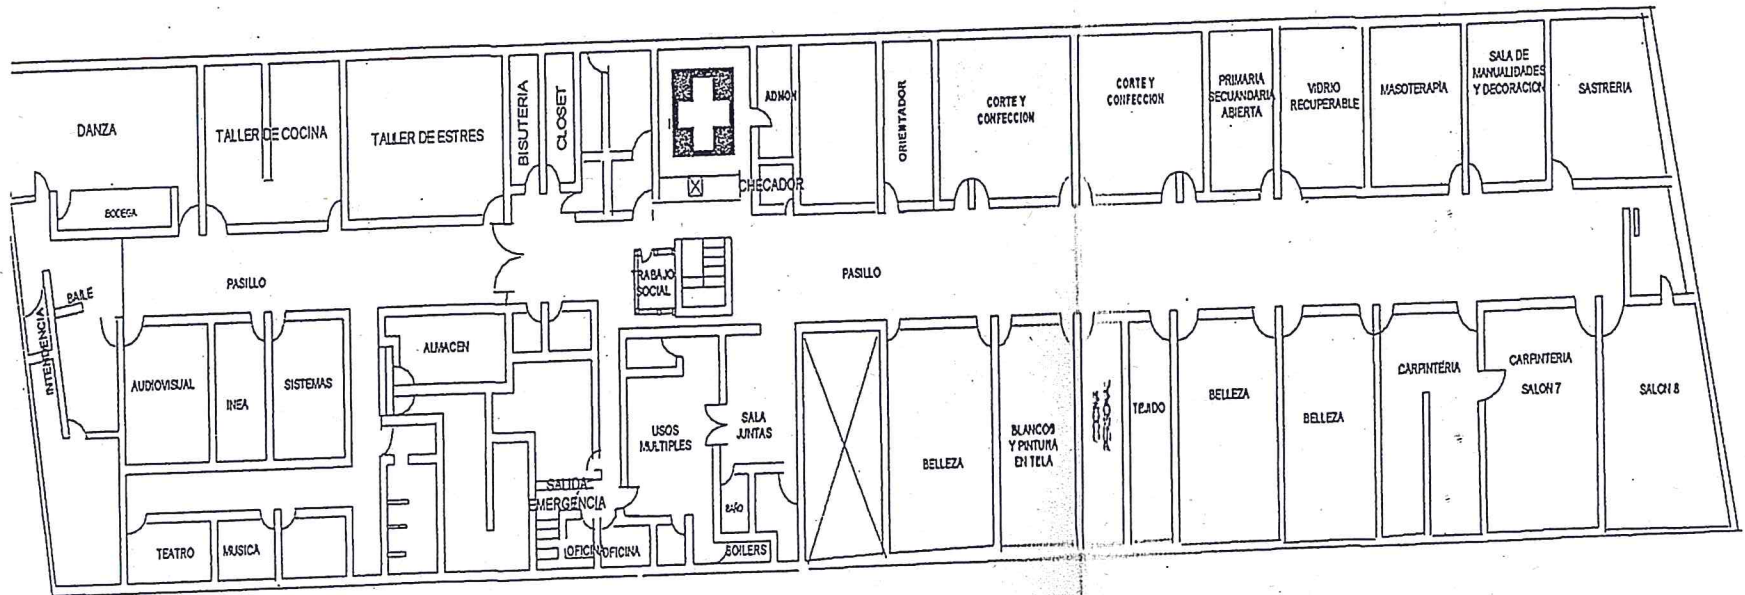 DANZA
TALLER DE COCINA
TALLER DE ESTRES
BISUTERIA
CLOSET
ADMON
CHECADOR
ORIENTADOR
CORTE Y
CONFECCION
CORTE Y
CONFECCION
PRIMARIA
SECUANDARIA
ABIERTA
VIDRIO
RECUPERABLE
MASOTERAPIA
SALA DE
MANUALIDADES
Y DECORACION
SASTRERIA
BODEGA
PASILLO
TRABAJO
SOCIAL
PASILLO
BAILE
INTENDENCIA
AUDIOVISUAL
INEA
SISTEMAS
ALMACEN
USOS
MULTIPLES
SALA
JUNTAS
BELLEZA
BLANCOS
Y PINTURA
EN TELA
PERSONAL
TEJIDO
BELLEZA
BELLEZA
CARPINTERIA
CARPINTERIA
SALON 7
SALON 8
SALIDA
EMERGENCIA
BAÑO
TEATRO
MUSICA
OFICIN
OFICINA
BOILERS